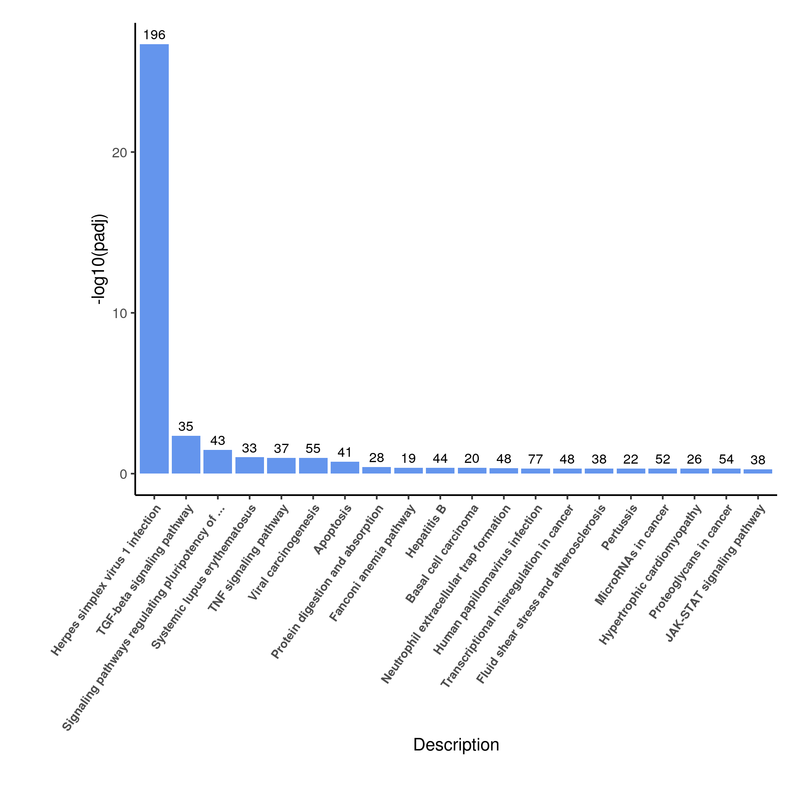 196
35
43
33
37
55
41
28
19
44
20
48
77
48
38
22
52
26
54
38
20
10
0
-log10(padj)
Herpes simplex virus 1 infection
TGF-beta signaling pathway
Signaling pathways regulating pluripotency of ...
Systemic lupus erythematosus
TNF signaling pathway
Viral carcinogenesis
Apoptosis
Protein digestion and absorption
Fanconi anemia pathway
Hepatitis B
Basal cell carcinoma
Neutrophil extracellular trap formation
Human papillomavirus infection
Transcriptional misregulation in cancer
Fluid shear stress and atherosclerosis
Pertussis
MicroRNAs in cancer
Hypertrophic cardiomyopathy
Proteoglycans in cancer
JAK-STAT signaling pathway
Description